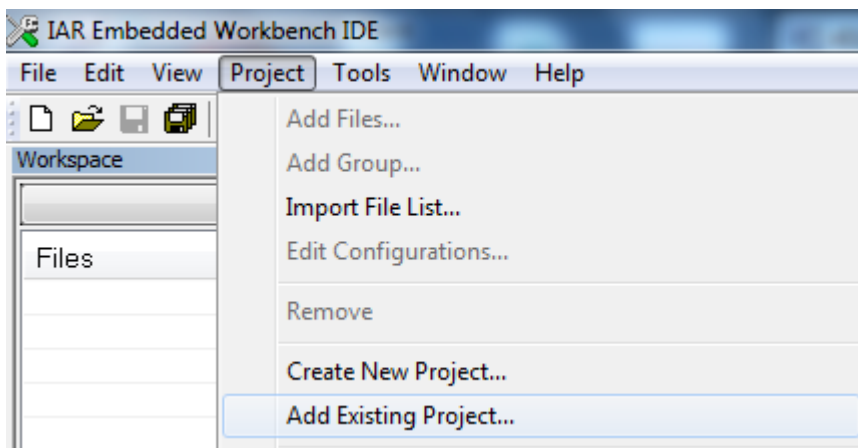 IAR Embedded Workbench IDE
File Edit View Project Tools Window Help
Workspace
Files
Add Files...
Add Group...
Import File List...
Edit Configurations...
Remove
Create New Project...
Add Existing Project...